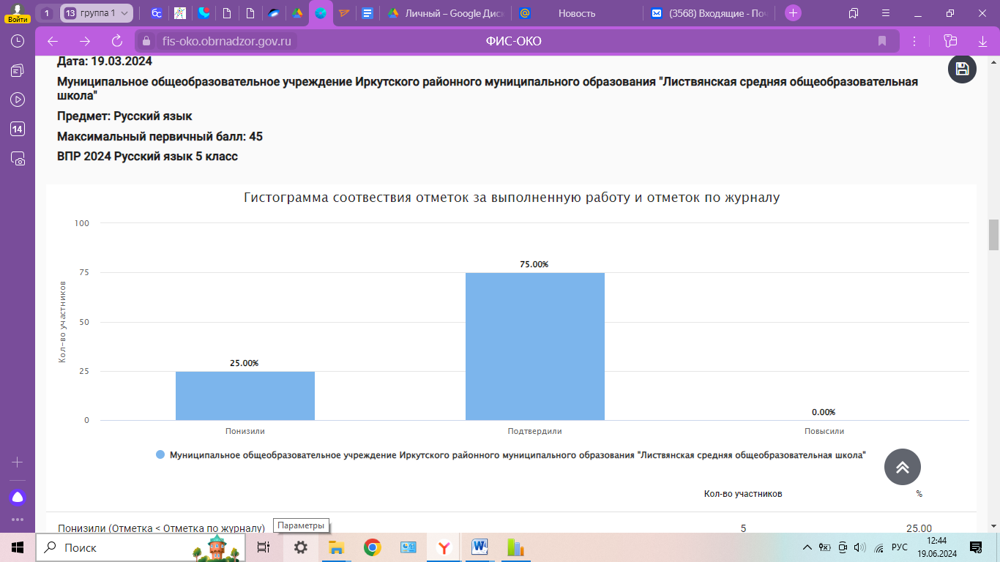 Войти
1
13 группа 1
Личный – Google Дис
Новость
(3568) Входящие - По
fis-oko.obrnadzor.gov.ru
ФИС-ОКО
14
Дата: 19.03.2024
Муниципальное общеобразовательное учреждение Иркутского районного муниципального образования "Листвянская средняя общеобразовательная
школа"
Предмет: Русский язык
Максимальный первичный балл: 45
ВПР 2024 Русский язык 5 класс
Гистограмма соотвествия отметок за выполненную работу и отметок по журналу
Кол-во участников
100
75
50
25
0
25.00%
75.00%
0.00%
Понизили
Подтвердили
Повысили
Муниципальное общеобразовательное учреждение Иркутского районного муниципального образования "Листвянская средняя общеобразовательная школа"
Кол-во участников %
Понизили (Отметка < Отметка по журналу) 5 25.00
Параметры
Поиск
РУС
12:44
19.06.2024